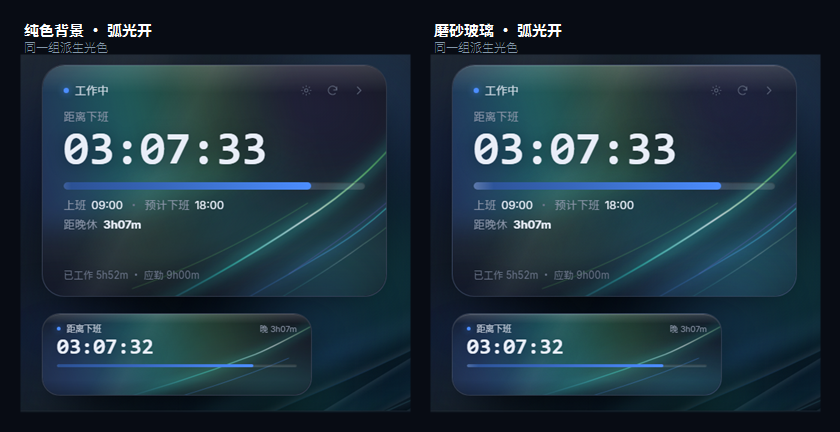 纯色背景 • 弧光开
同一组派生光色
工作中
距离下班
03:07:33
上班 09:00 · 预计下班 18:00
距晚休 3h07m
已工作 5h52m • 应勤 9h00m
距离下班 晚 3h07m
03:07:32
磨砂玻璃 • 弧光开
同一组派生光色
工作中
距离下班
03:07:33
上班 09:00 · 预计下班 18:00
距晚休 3h07m
已工作 5h52m • 应勤 9h00m
距离下班 晚 3h07m
03:07:32